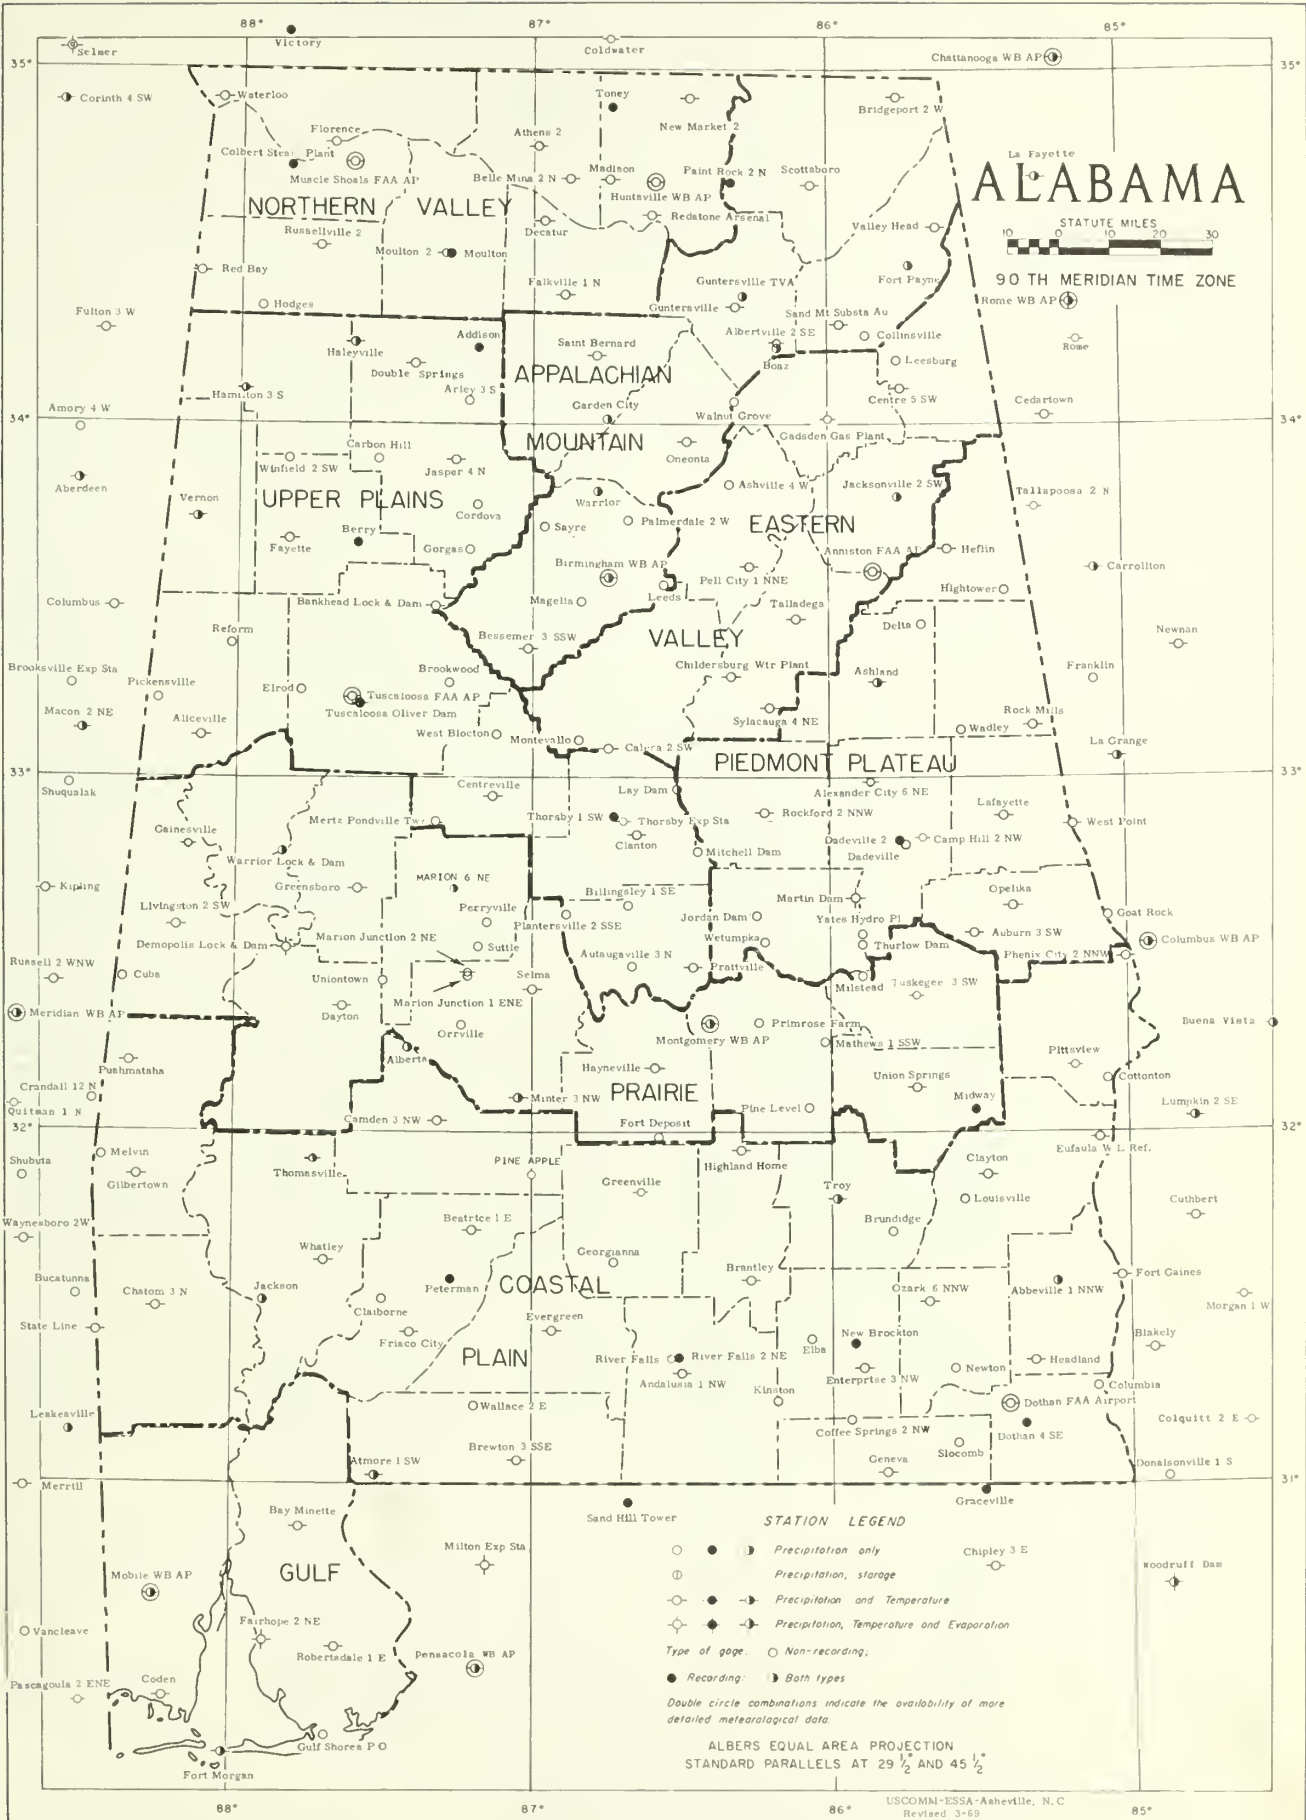 88° 87° 86° 85°
Victory
Selmer
Coldwater
Chattanooga WB AP
35° 35°
Corinth 4 SW
Waterloo
Toney
New Market 2
Bridgeport 2 W
Florence
Athens 2
Colbert Steam Plant
Muscle Shoals FAA AP
Belle Mina 2 N
Madison
Huntsville WB AP
Paint Rock 2 N
Scottsboro
La Fayette
ALABAMA
STATUTE MILES
10 0 10 20 30
90 TH MERIDIAN TIME ZONE
NORTHERN VALLEY
Russellville 2
Decatur
Redstone Arsenal
Valley Head
Moulton 2
Moulton
Red Bay
Falkville 1 N
Guntersville TVA
Fort Payne
Rome WB AP
Hodges
Guntersville
Fulton 3 W
Sand Mt Substa Au
Haleyville
Addison
Saint Bernard
Albertville 2 SE
Collinsville
Rome
Double Springs
Boaz
Leesburg
APPALACHIAN
Hamilton 3 S
Arley 3 S
Centre 5 SW
Amory 4 W
Garden City
Walnut Grove
Cedartown
34° 34°
MOUNTAIN
Gadsden Gas Plant
Carbon Hill
Oneonta
Winfield 2 SW
Jasper 4 N
Aberdeen
Vernon
UPPER PLAINS
Warrior
Ashville 4 W
Jacksonville 2 SW
Tallapoosa 2 N
Cordova
Sayre
Palmerdale 2 W
EASTERN
Berry
Fayette
Gorgas
Anniston FAA AP
Heflin
Birmingham WB AP
Pell City 1 NNE
Carrollton
Columbus
Bankhead Lock & Dam
Magella
Leeds
Talladega
Hightower
Reform
Bessemer 3 SSW
VALLEY
Delta
Newnan
Brooksville Exp Sta
Pickensville
Brookwood
Childersburg Wtr Plant
Ashland
Franklin
Elrod
Tuscaloosa FAA AP
Macon 2 NE
Tuscaloosa Oliver Dam
Aliceville
West Blocton
Montevallo
Calera 2 SW
Sylacauga 4 NE
Rock Mills
Wadley
La Grange
PIEDMONT PLATEAU
33° 33°
Shuqualak
Centreville
Lay Dam
Alexander City 6 NE
Lafayette
Gainesville
Mertz Pondville Twr
Thorsby 1 SW
Thorsby Exp Sta
Rockford 2 NNW
West Point
Clanton
Dadeville 2
Camp Hill 2 NW
Warrior Lock & Dam
Mitchell Dam
Dadeville
Kipling
Greensboro
MARION 6 NE
Billingsley 1 SE
Martin Dam
Opelika
Livingston 2 SW
Perryville
Plantersville 2 SSE
Jordan Dam
Yates Hydro Pl
Goat Rock
Demopolis Lock & Dam
Marion Junction 2 NE
Suttle
Wetumpka
Thurlow Dam
Auburn 3 SW
Columbus WB AP
Russell 2 WNW
Cuba
Uniontown
Selma
Autaugaville 3 N
Prattville
Milstead
Phenix City 2 NNW
Tuskegee 3 SW
Marion Junction 1 ENE
Dayton
Meridian WB AP
Orrville
Montgomery WB AP
Primrose Farm
Buena Vista
Alberta
Mathews 1 SSW
Pushmataha
Hayneville
Pittsview
Crandall 12 N
PRAIRIE
Union Springs
Cottonton
Quitman 1 N
Minter 3 NW
Pine Level
Midway
Lumpkin 2 SE
Camden 3 NW
Fort Deposit
32° 32°
Melvin
Eufaula W L Ref.
Shubuta
Thomasville
PINE APPLE
Highland Home
Clayton
Gilbertown
Greenville
Troy
Louisville
Cuthbert
Waynesboro 2W
Beatrice 1 E
Brundidge
Whatley
Georgianna
Bucatunna
Jackson
Peterman
COASTAL
Brantley
Fort Gaines
Chatom 3 N
Ozark 6 NNW
Abbeville 1 NNW
Morgan 1 W
Claiborne
State Line
Frisco City
Evergreen
New Brockton
Blakely
Elba
PLAIN
River Falls
River Falls 2 NE
Headland
Andalusia 1 NW
Enterprise 3 NW
Newton
Kinston
Columbia
Leakesville
Wallace 2 E
Dothan FAA Airport
Colquitt 2 E
Coffee Springs 2 NW
Dothan 4 SE
Slocomb
Brewton 3 SSE
Atmore 1 SW
Geneva
Donalsonville 1 S
Merrill
31°
Graceville
Bay Minette
Sand Hill Tower
STATION LEGEND
Precipitation only
Precipitation, storage
Precipitation and Temperature
Precipitation, Temperature and Evaporation
Type of gage: Non-recording;
Recording: Both types
Double circle combinations indicate the availability of more
detailed meteorological data.
ALBERS EQUAL AREA PROJECTION
STANDARD PARALLELS AT 29 ½° AND 45 ½°
Milton Exp Sta
Chipley 3 E
Woodruff Dam
Mobile WB AP
GULF
Vancleave
Fairhope 2 NE
Robertsdale 1 E
Pensacola WB AP
Pascagoula 2 ENE
Coden
Gulf Shores P O
Fort Morgan
88° 87° 86° 85°
USCOMM-ESSA-Asheville, N. C
Revised 3-69